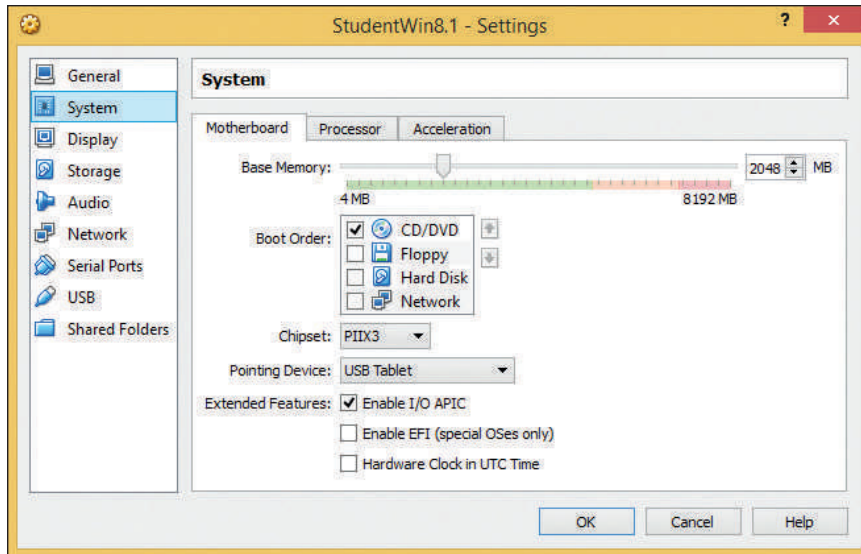 StudentWin8.1 - Settings
?
×
General
System
Display
Storage
Audio
Network
Serial Ports
USB
Shared Folders
System
Motherboard Processor Acceleration
Base Memory: 2048 MB
4 MB 8192 MB
Boot Order: CD/DVD
Floppy
Hard Disk
Network
Chipset: PIIX3
Pointing Device: USB Tablet
Extended Features: Enable I/O APIC
Enable EFI (special OSes only)
Hardware Clock in UTC Time
OK Cancel Help